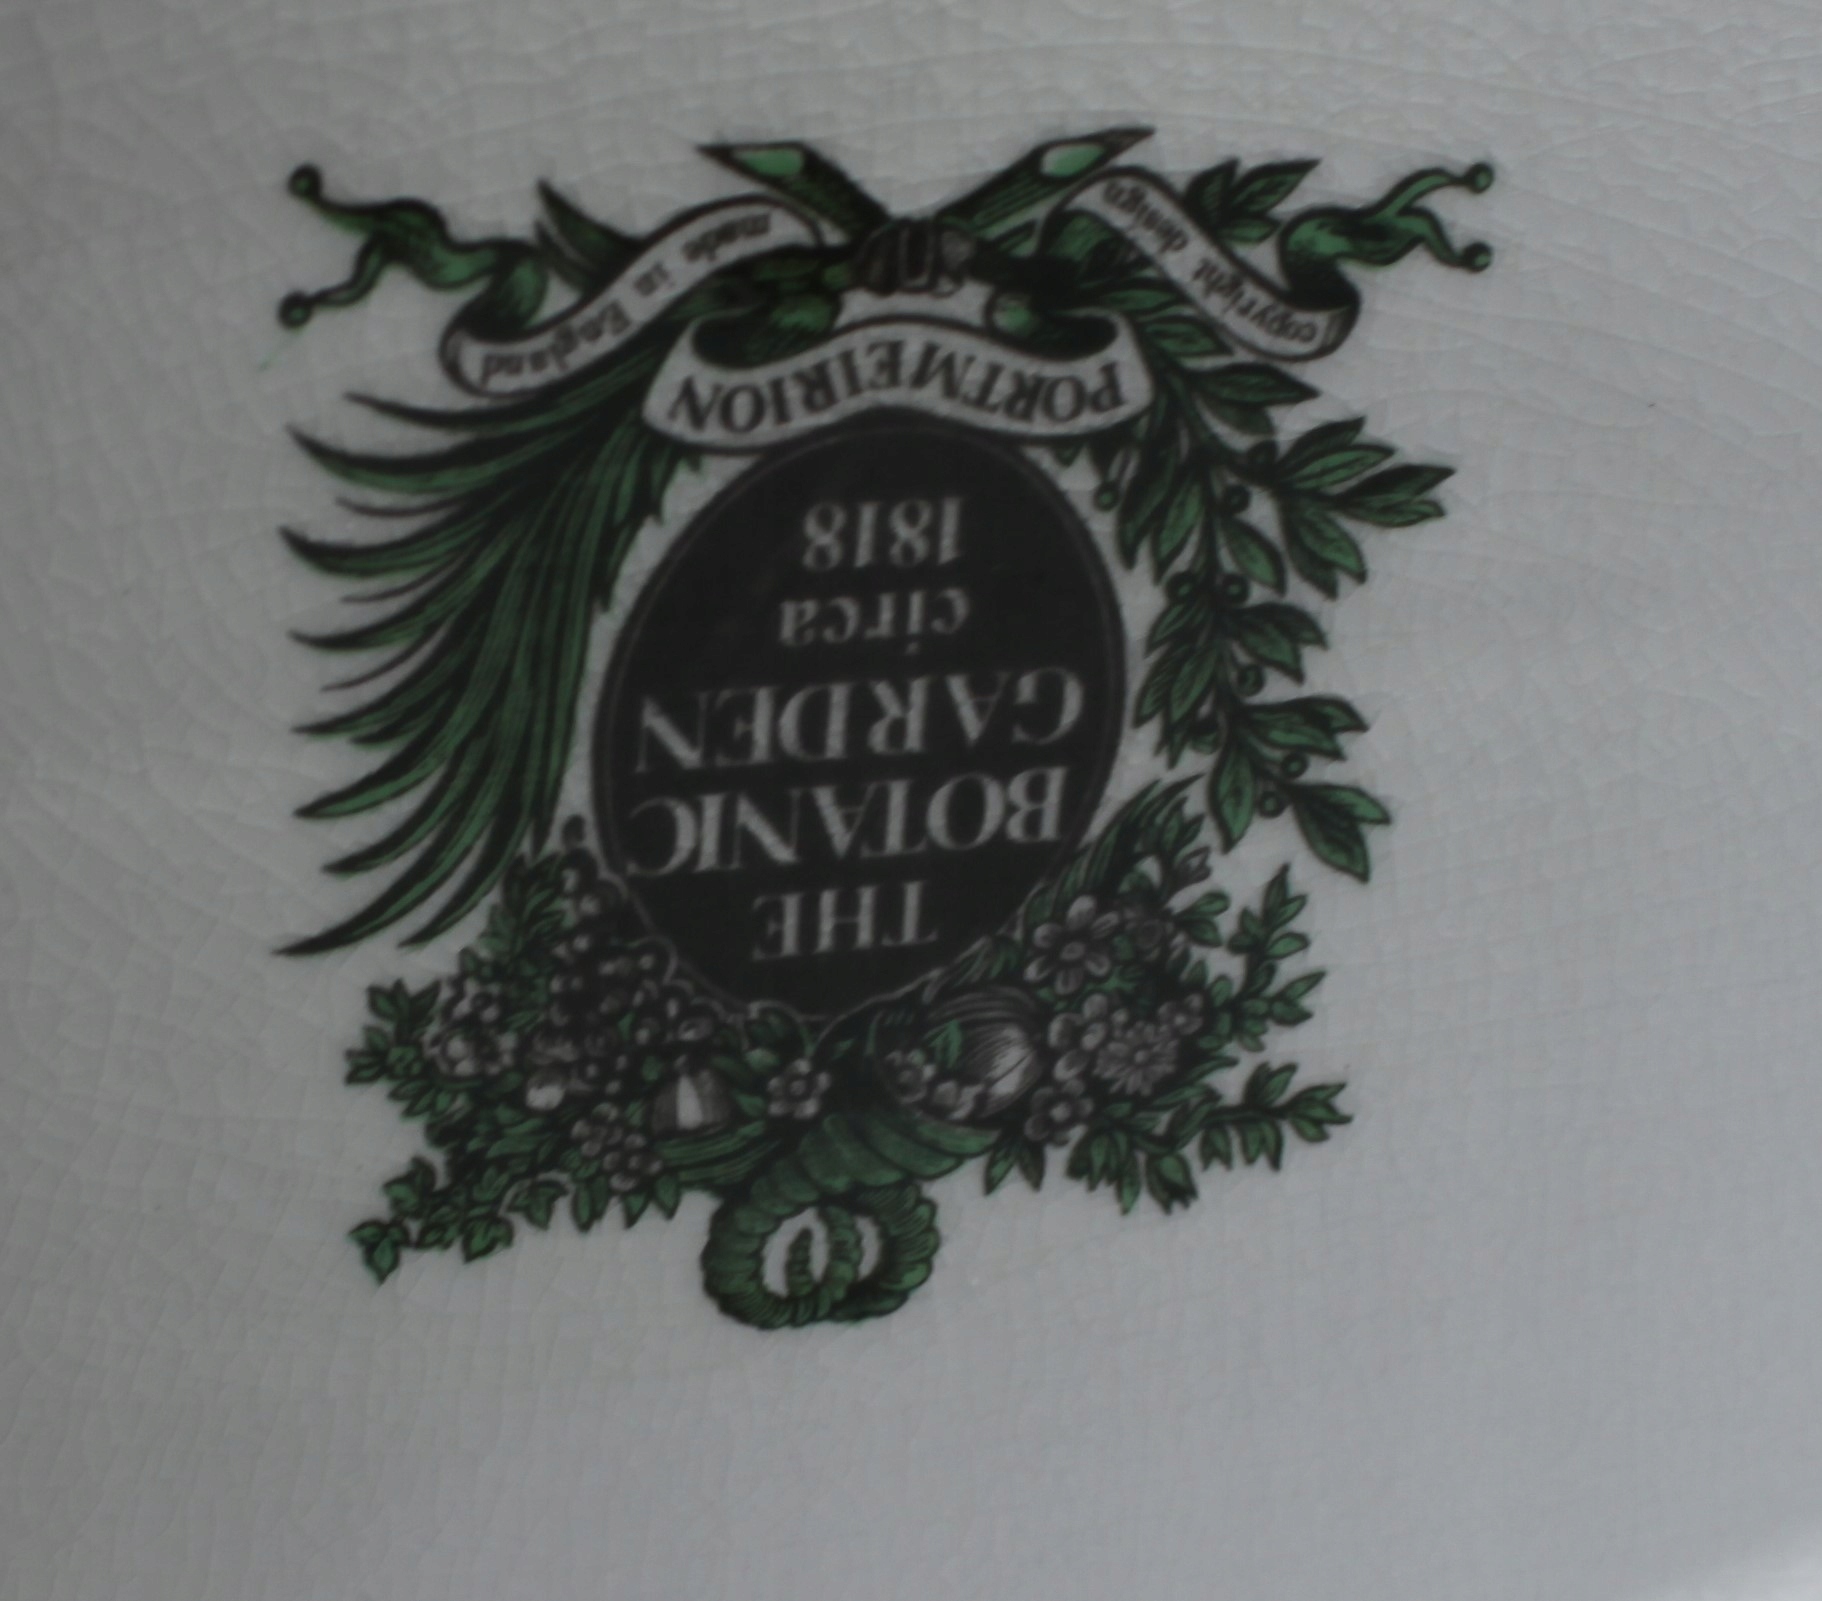 THE
BOTANIC
GARDEN
circa
1818
PORTMEIRION
copyright design
made in England